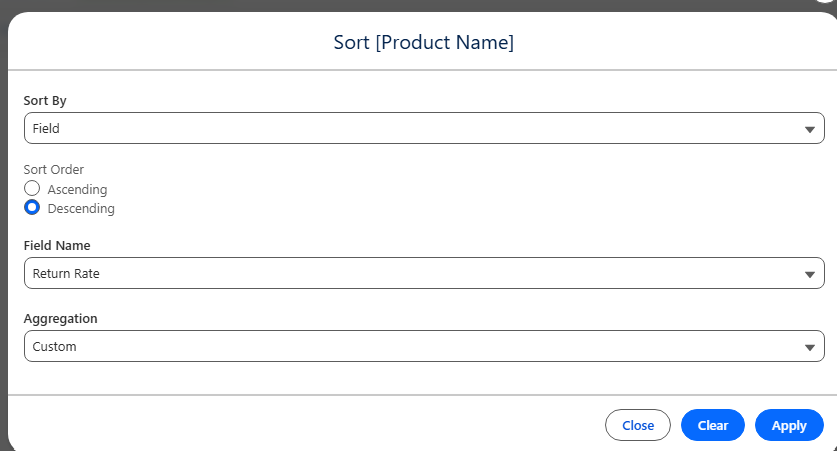 Sort [Product Name]
Sort By
Field
Sort Order
Ascending
Descending
Field Name
Return Rate
Aggregation
Custom
Close Clear Apply